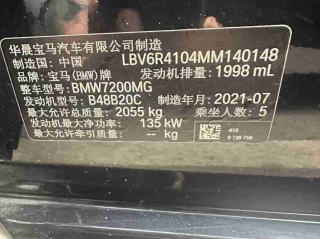 华晨宝马汽车有限公司制造
制造国: 中国 LBV6R4104MM140148
品牌: 宝马(BMW)牌 发动机排量: 1998 mL
整车型号: BMW7200MG
发动机型号: B48B20C 制造年月: 2021-07
最大允许总质量: 2055 kg 乘坐人数: 5
发动机最大净功率: 135 kW
最大允许牵引质量: -- kg
416